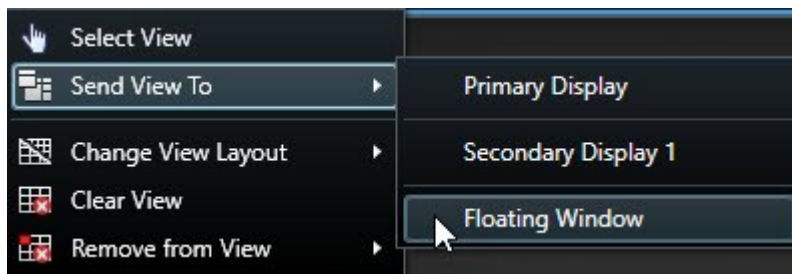 Select View
Send View To
Primary Display
Change View Layout
Secondary Display 1
Clear View
Floating Window
Remove from View